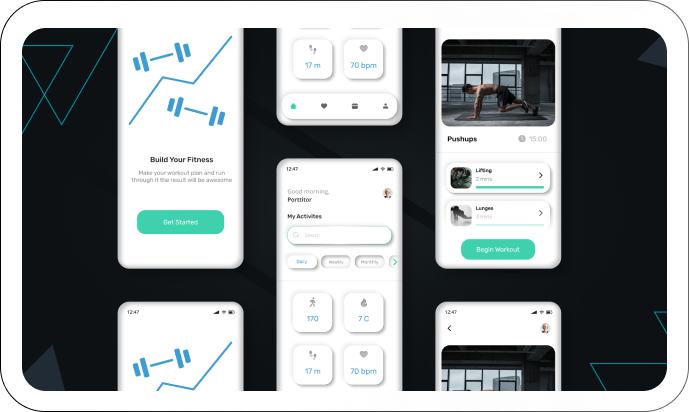 Build Your Fitness
Make your workout plan and run
through it the result will be awesome
Get Started
12:47
17 m
70 bpm
12:47
Good morning,
Porttitor
My Activites
Search
Daily
Weekly
Monthly
170
7 C
17 m
70 bpm
Pushups
15:00
Lifting
2 mins
Lunges
3 mins
Begin Workout
12:47